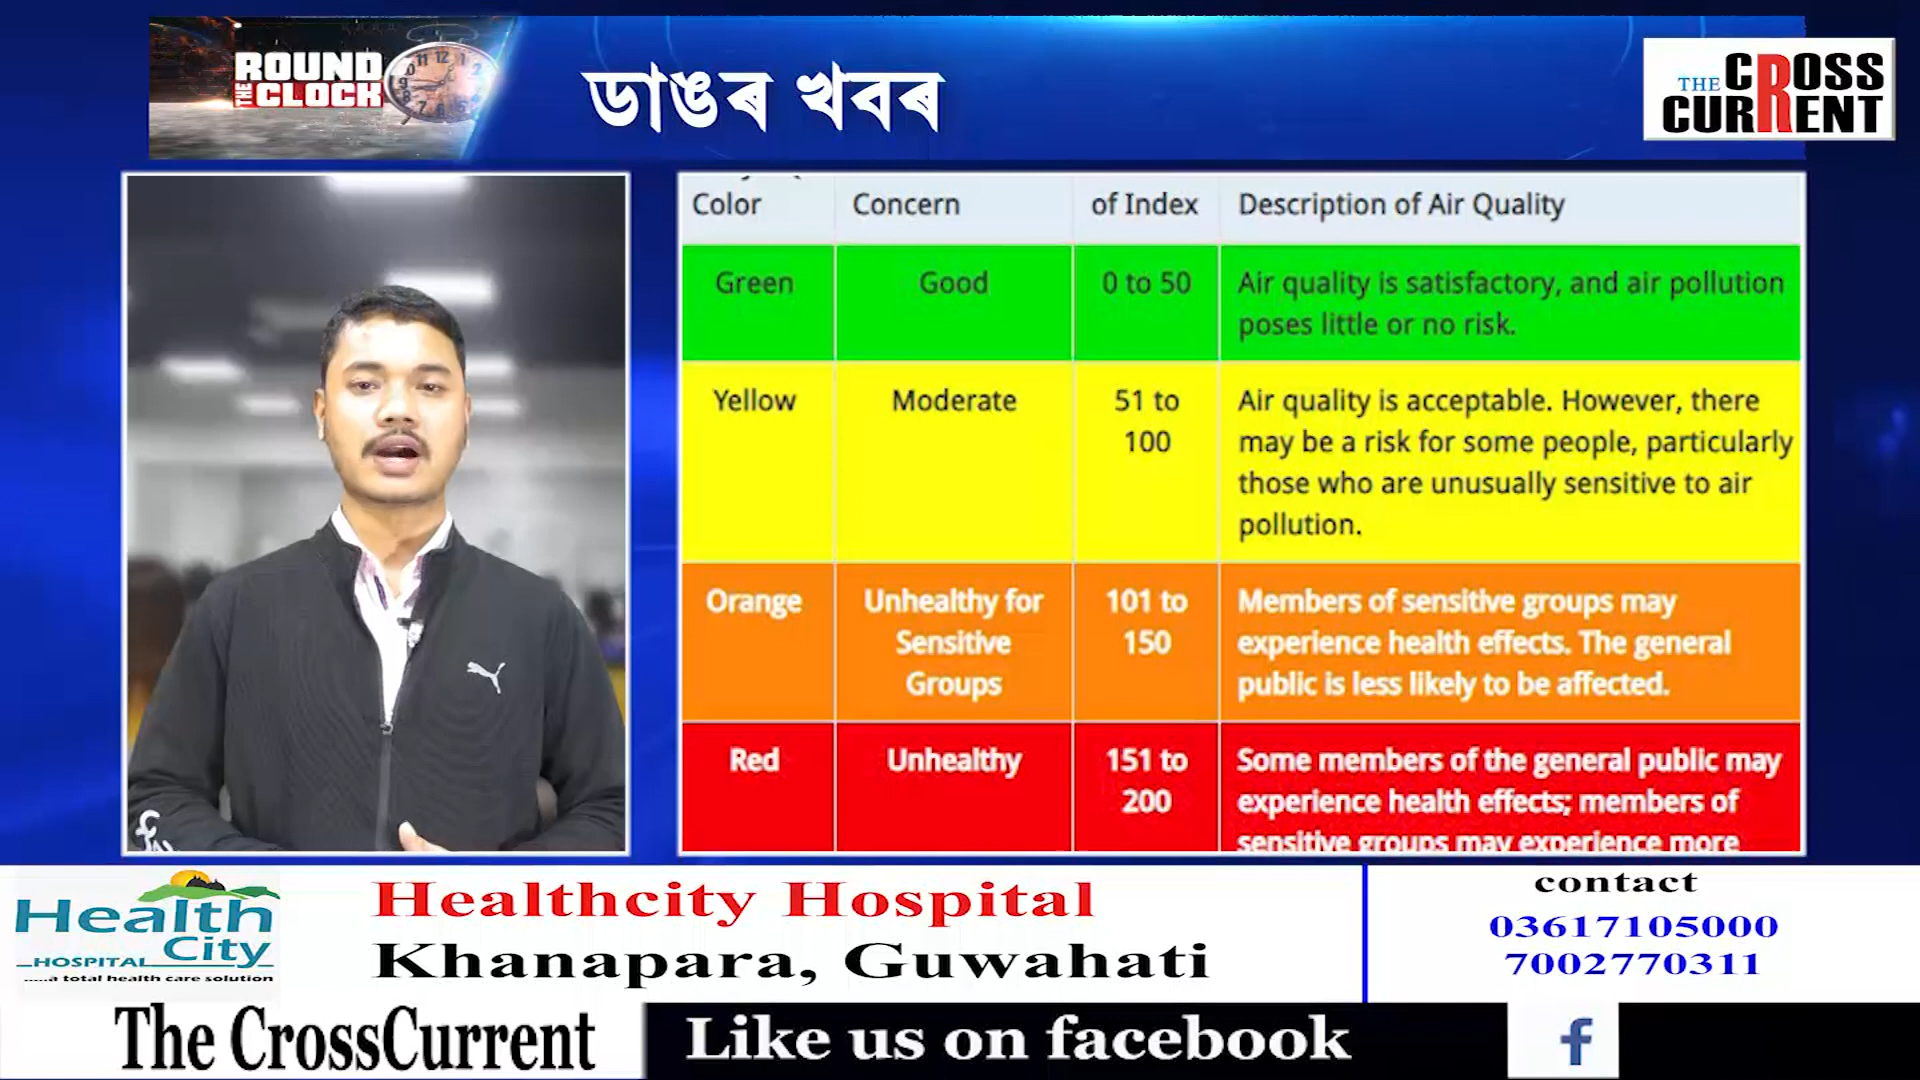 ROUND
THE CLOCK
ডাঙৰ খবৰ
THE CROSS
CURRENT
Color Concern of Index Description of Air Quality
Green Good 0 to 50 Air quality is satisfactory, and air pollution
poses little or no risk.
Yellow Moderate 51 to Air quality is acceptable. However, there
100 may be a risk for some people, particularly
those who are unusually sensitive to air
pollution.
Orange Unhealthy for 101 to Members of sensitive groups may
Sensitive 150 experience health effects. The general
Groups public is less likely to be affected.
Red Unhealthy 151 to Some members of the general public may
200 experience health effects; members of
sensitive groups may experience more
Health
City
HOSPITAL
.....a total health care solution
Healthcity Hospital
Khanapara, Guwahati
contact
03617105000
7002770311
The CrossCurrent
Like us on facebook
f